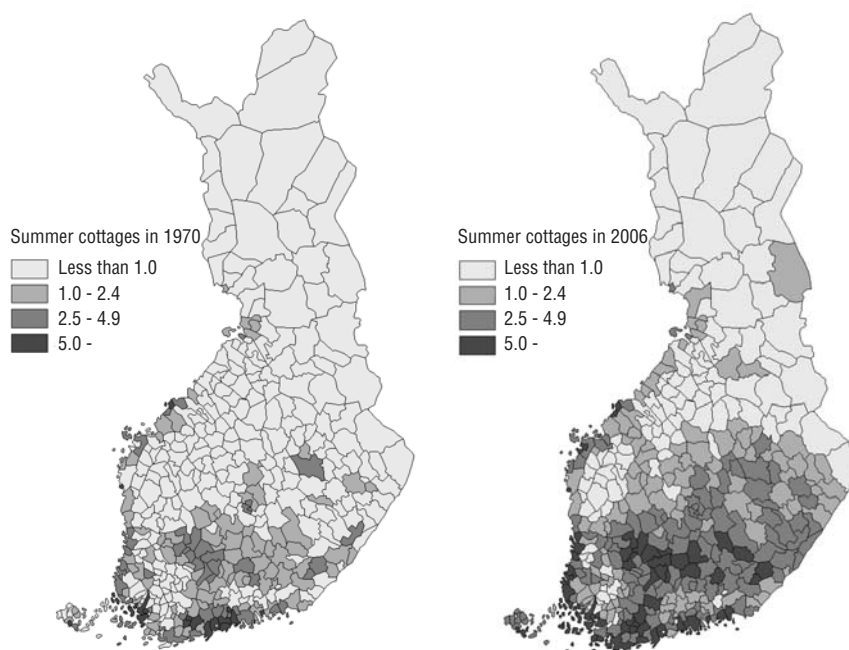 Summer cottages in 1970
Less than 1.0
1.0 - 2.4
2.5 - 4.9
5.0 -
Summer cottages in 2006
Less than 1.0
1.0 - 2.4
2.5 - 4.9
5.0 -